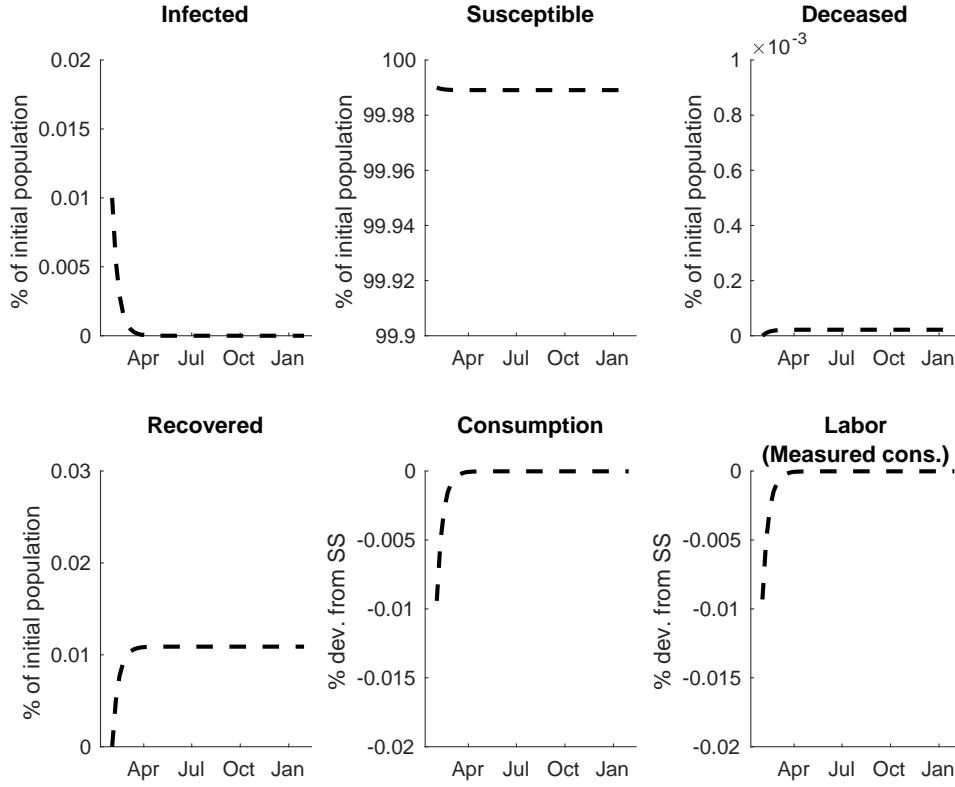 Infected
Susceptible
Deceased
×10⁻³
% of initial population
0.02
0.015
0.01
0.005
0
Apr Jul Oct Jan
% of initial population
100
99.98
99.96
99.94
99.92
99.9
Apr Jul Oct Jan
% of initial population
1
0.8
0.6
0.4
0.2
0
Apr Jul Oct Jan
Recovered
Consumption
Labor
(Measured cons.)
% of initial population
0.03
0.02
0.01
0
Apr Jul Oct Jan
% dev. from SS
0
-0.005
-0.01
-0.015
-0.02
Apr Jul Oct Jan
% dev. from SS
0
-0.005
-0.01
-0.015
-0.02
Apr Jul Oct Jan